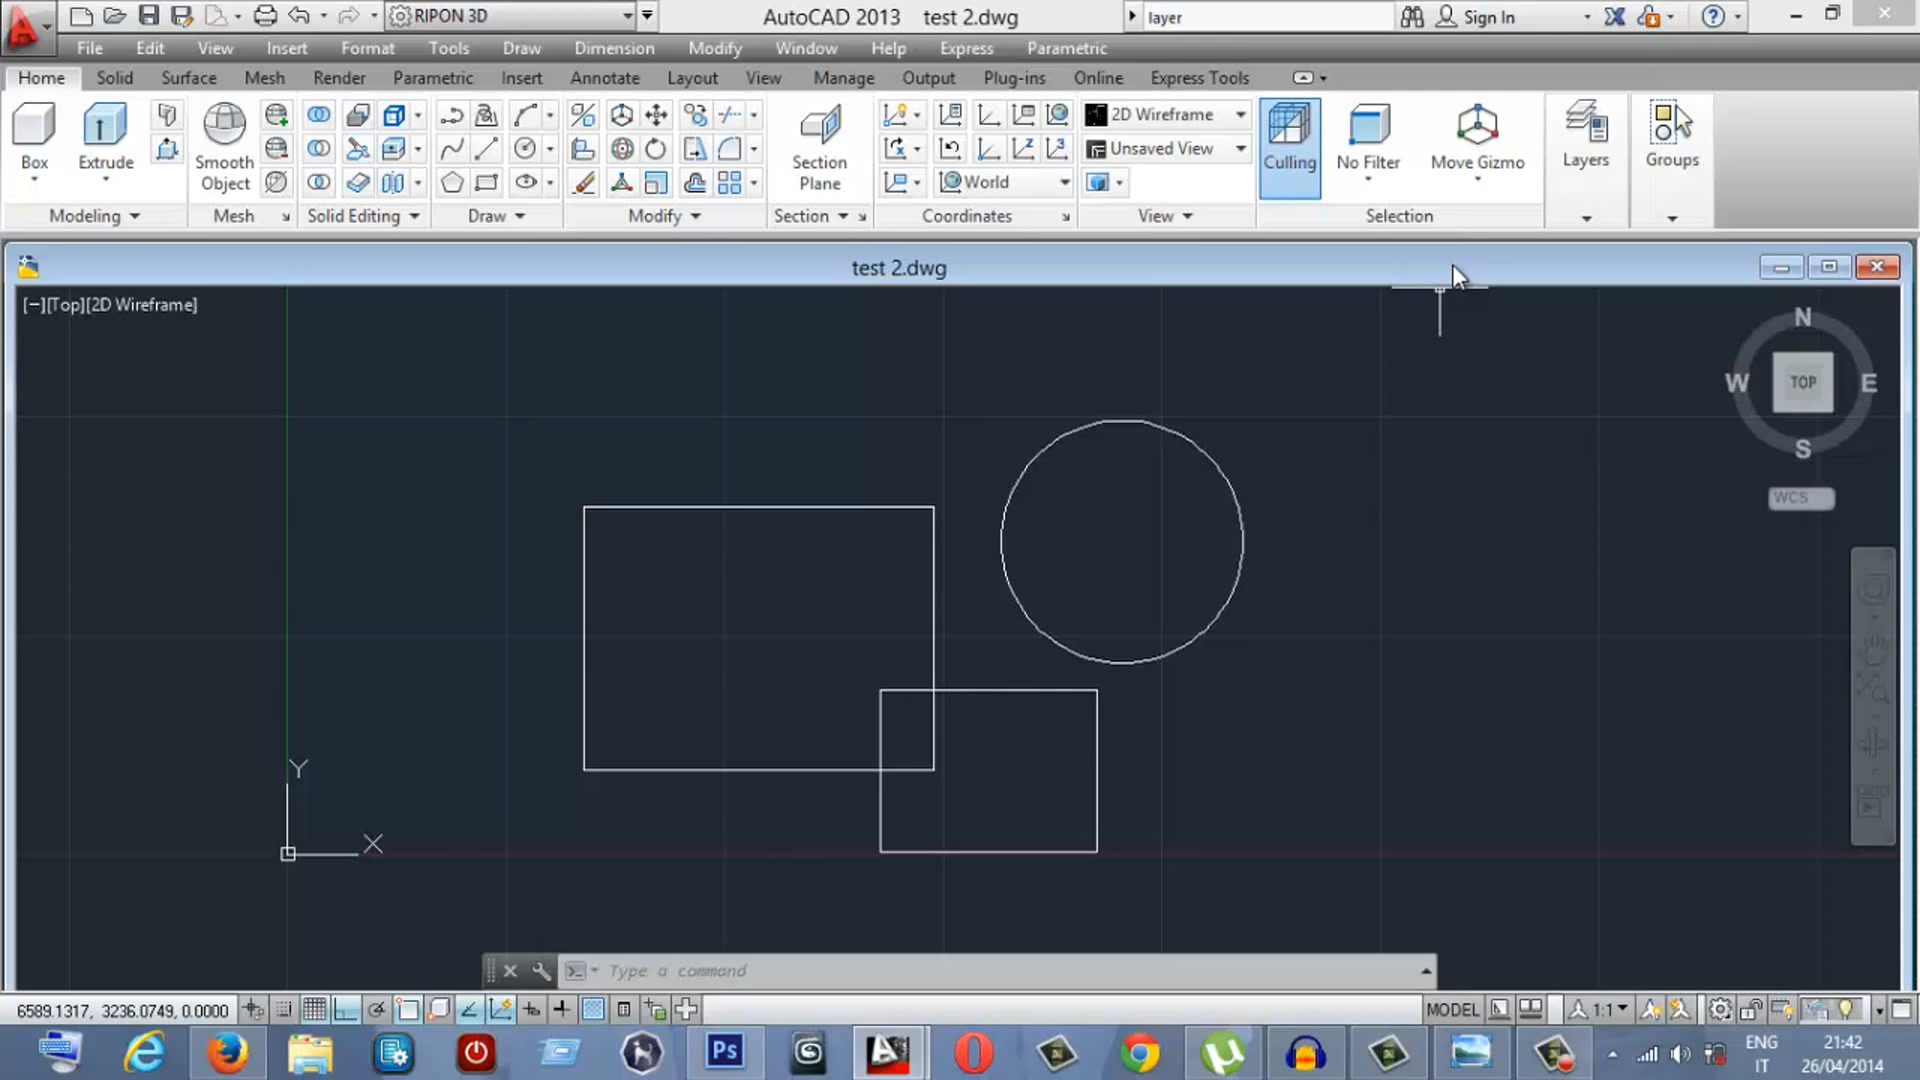 RIPON 3D
AutoCAD 2013 test 2.dwg
layer
Sign In
File Edit View Insert Format Tools Draw Dimension Modify Window Help Express Parametric
Home Solid Surface Mesh Render Parametric Insert Annotate Layout View Manage Output Plug-ins Online Express Tools
2D Wireframe
Unsaved View
World
Box
Extrude
Smooth
Object
Section
Plane
Culling
No Filter
Move Gizmo
Layers
Groups
Modeling Mesh Solid Editing Draw Modify Section Coordinates View Selection
test 2.dwg
[−][Top][2D Wireframe]
N
W TOP E
S
WCS
Y
X
Type a command
6589.1317, 3236.0749, 0.0000
MODEL
1:1
Ps
ENG
IT
21:42
26/04/2014